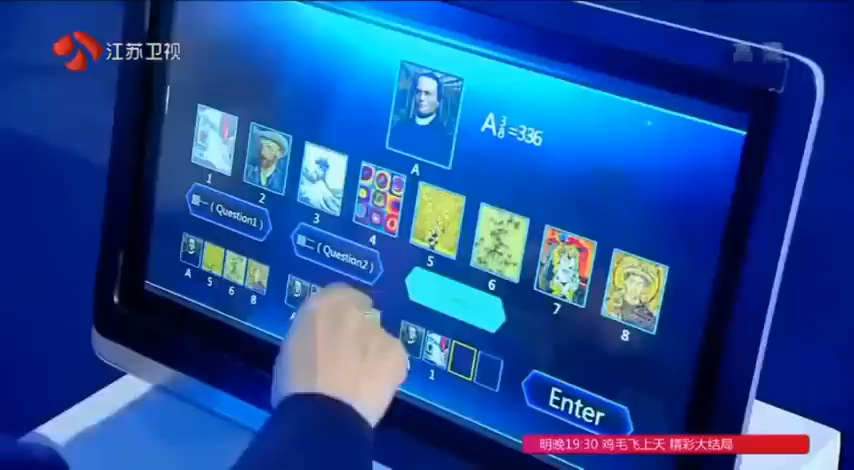 江苏卫视
高清
A³₈=336
A
1
2
3
4
5
6
7
8
题一(Question1)
题二(Question2)
A 5 6 8
1
Enter
明晚19:30 鸡毛飞上天 精彩大结局